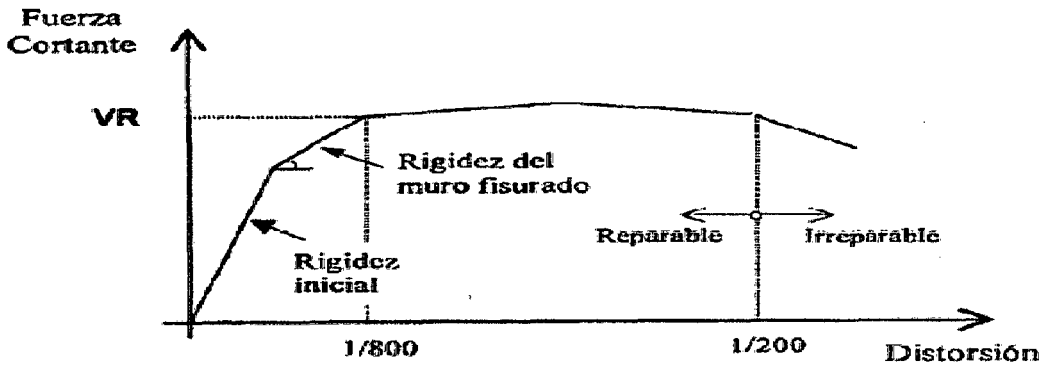 Fuerza
Cortante
VR
Rigidez del
muro fisurado
Rigidez
inicial
Reparable
Irreparable
1/800
1/200
Distorsión